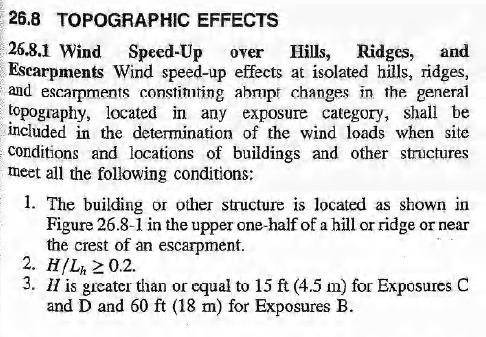 26.8 TOPOGRAPHIC EFFECTS
26.8.1 Wind Speed-Up over Hills, Ridges, and
Escarpments Wind speed-up effects at isolated hills, ridges,
and escarpments constituting abrupt changes in the general
topography, located in any exposure category, shall be
included in the determination of the wind loads when site
conditions and locations of buildings and other structures
meet all the following conditions:
1. The building or other structure is located as shown in
Figure 26.8-1 in the upper one-half of a hill or ridge or near
the crest of an escarpment.
2. H/Lₕ ≥ 0.2.
3. H is greater than or equal to 15 ft (4.5 m) for Exposures C
and D and 60 ft (18 m) for Exposures B.